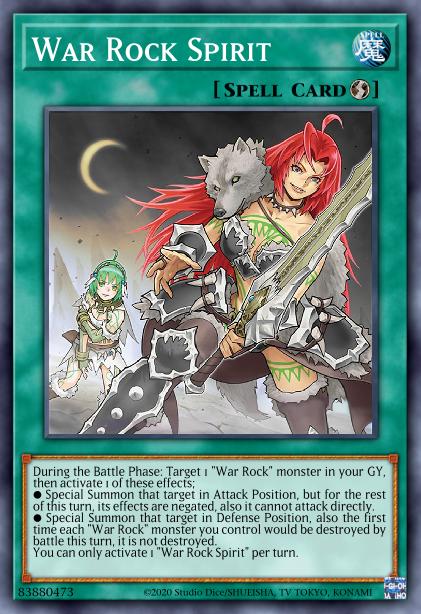 War Rock Spirit
SPELL
魔
[Spell Card]
During the Battle Phase: Target 1 "War Rock" monster in your GY,
then activate 1 of these effects;
● Special Summon that target in Attack Position, but for the rest
of this turn, its effects are negated, also it cannot attack directly.
● Special Summon that target in Defense Position, also the first
time each "War Rock" monster you control would be destroyed by
battle this turn, it is not destroyed.
You can only activate 1 "War Rock Spirit" per turn.
83880473
©2020 Studio Dice/SHUEISHA, TV TOKYO, KONAMI